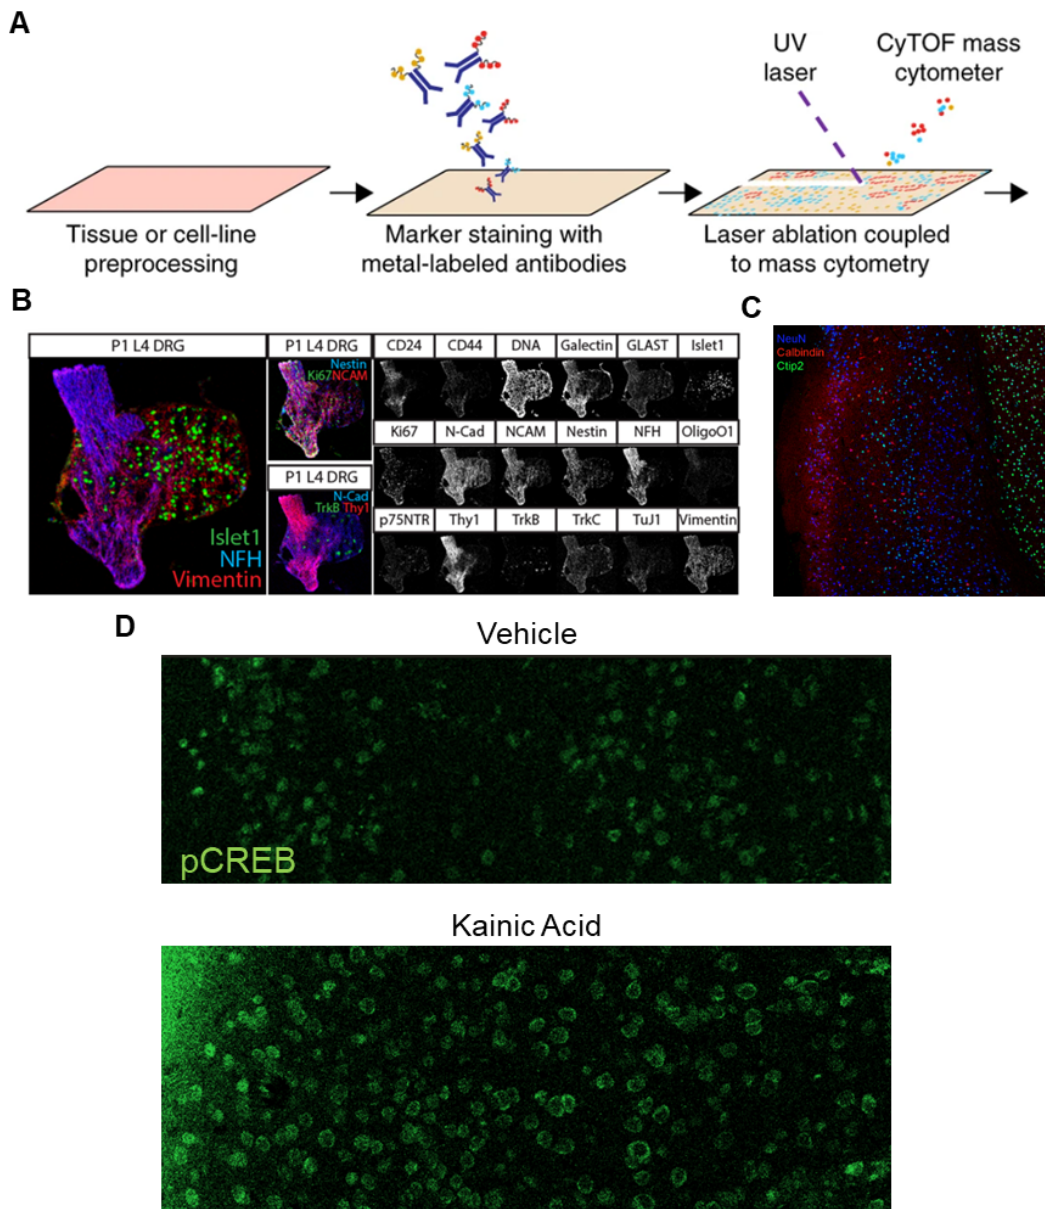 A
UV
laser
CyTOF mass
cytometer
Tissue or cell-line
preprocessing
Marker staining with
metal-labeled antibodies
Laser ablation coupled
to mass cytometry
B
P1 L4 DRG
Islet1
NFH
Vimentin
P1 L4 DRG
Nestin
Ki67NCAM
P1 L4 DRG
N-Cad
TrkB Thy1
CD24 CD44 DNA Galectin GLAST Islet1
Ki67 N-Cad NCAM Nestin NFH OligoO1
p75NTR Thy1 TrkB TrkC TuJ1 Vimentin
C
NeuN
Calbindin
Ctip2
D
Vehicle
pCREB
Kainic Acid